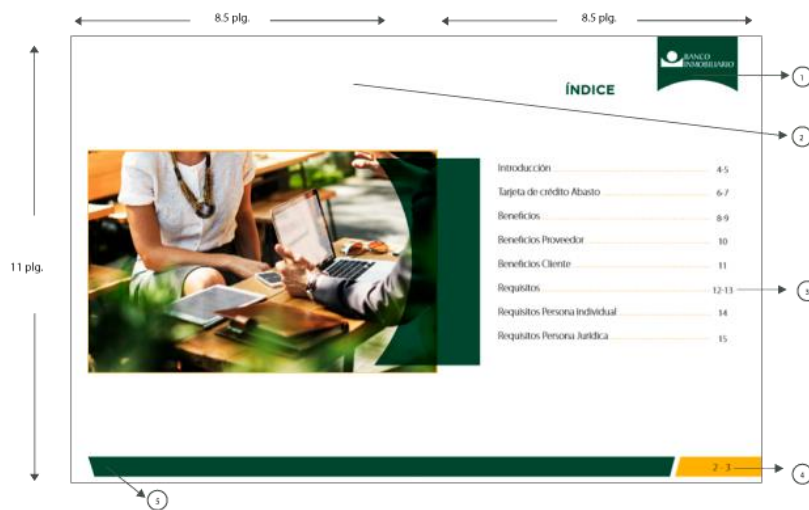 8.5 plg.
8.5 plg.
BANCO
INMOBILIARIO
1
ÍNDICE
2
Introducción 4-5
Tarjeta de crédito Abasto 6-7
Beneficios 8-9
Beneficios Proveedor 10
11 plg.
Beneficios Cliente 11
Requisitos 12-13
3
Requisitos Persona individual 14
Requisitos Persona Jurídica 15
2 - 3
4
5